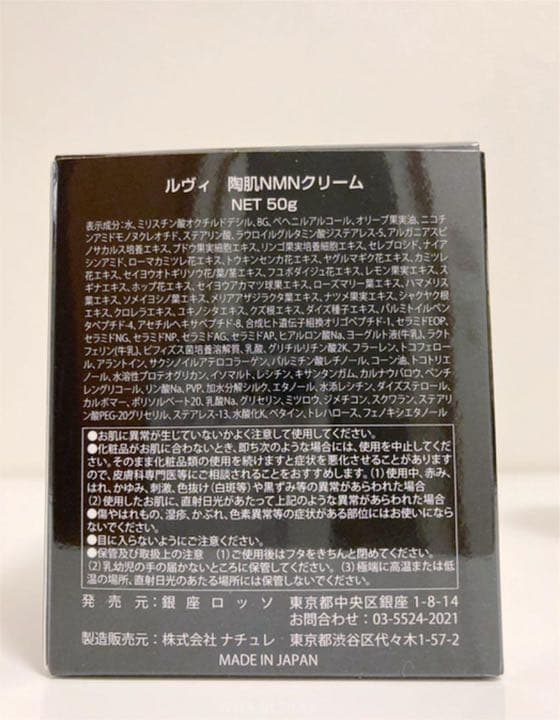 ルヴィ 陶肌NMNクリーム
NET 50g
表示成分：水、ミリスチン酸オクチルドデシル、BG、ベヘニルアルコール、オリーブ果実油、ニコチ
ンアミドモノヌクレオチド、ステアリン酸、ラウロイルグルタミン酸ジステアレス-5、アルガニアスピ
ノサカルス培養エキス、ブドウ果実細胞エキス、リンゴ果実培養細胞エキス、セレブロシド、ナイア
シンアミド、ローマカミツレ花エキス、トウキンセンカ花エキス、ヤグルマギク花エキス、カミツレ
花エキス、セイヨウオトギリソウ花/葉/茎エキス、フユボダイジュ花エキス、レモン果実エキス、ス
ギナエキス、ホップ花エキス、セイヨウアカマツ球果エキス、ローズマリー葉エキス、ハマメリス
葉エキス、ソメイヨシノ葉エキス、メリアアザジラクタ葉エキス、ナツメ果実エキス、シャクヤク根
エキス、クロレラエキス、ユキノシタエキス、クズ根エキス、ダイズ種子エキス、パルミトイルペン
タペプチド-4、アセチルヘキサペプチド-8、合成ヒト遺伝子組換オリゴペプチド-1、セラミドEOP、
セラミドNG、セラミドNP、セラミドAG、セラミドAP、ヒアルロン酸Na、ヨーグルト液(牛乳)、ラクト
フェリン(牛乳)、ビフィズス菌培養溶解質、乳酸、グリチルリチン酸2K、フラーレン、トコフェロー
ル、アラントイン、サクシノイルアテロコラーゲン、パルミチン酸レチノール、コーン油、トコトリエ
ノール、水溶性プロテオグリカン、イソマルト、レシチン、キサンタンガム、カルナウバロウ、ペンチ
レングリコール、リン酸Na、PVP、加水分解シルク、エタノール、水添レシチン、ダイズステロール、
カルボマー、ポリソルベート20、乳酸Na、グリセリン、ミツロウ、ジメチコン、スクワラン、ステアリ
ン酸PEG-20グリセリル、ステアレス-13、水酸化K、ベタイン、トレハロース、フェノキシエタノール
●お肌に異常が生じていないかよく注意して使用してください。
●化粧品がお肌に合わないとき、即ち次のような場合には、使用を中止してくだ
さい。そのまま化粧品類の使用を続けますと症状を悪化させることがあります
ので、皮膚科専門医等にご相談されることをおすすめします。(1)使用中、赤み、
はれ、かゆみ、刺激、色抜け(白斑等)や黒ずみ等の異常があらわれた場合
(2)使用したお肌に、直射日光があたって上記のような異常があらわれた場合
●傷やはれもの、湿疹、かぶれ、色素異常等の症状がある部位にはお使いになら
ないでください。
●目に入らないようにご注意ください。
●保管及び取扱上の注意 (1)ご使用後はフタをきちんと閉めてください。
(2)乳幼児の手の届かないところに保管してください。(3)極端に高温または低
温の場所、直射日光のあたる場所には保管しないでください。
発売元：銀座ロッソ 東京都中央区銀座1-8-14
お問合わせ：03-5524-2021
製造販売元：株式会社 ナチュレ 東京都渋谷区代々木1-57-2
MADE IN JAPAN